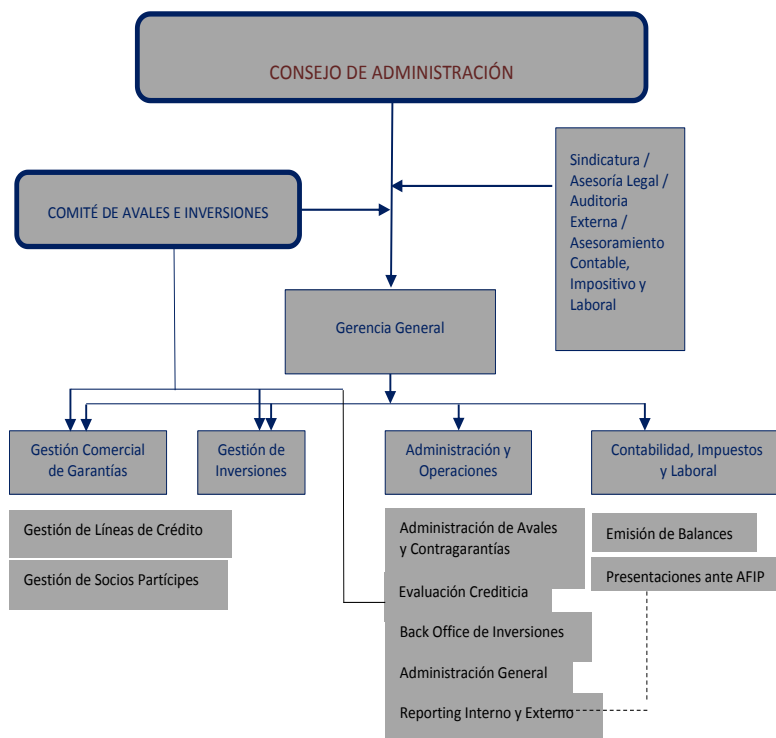 CONSEJO DE ADMINISTRACIÓN
Sindicatura /
Asesoría Legal /
Auditoria
Externa /
Asesoramiento
Contable,
Impositivo y
Laboral
COMITÉ DE AVALES E INVERSIONES
Gerencia General
Gestión Comercial
de Garantías
Gestión de
Inversiones
Administración y
Operaciones
Contabilidad, Impuestos
y Laboral
Gestión de Líneas de Crédito
Gestión de Socios Partícipes
Administración de Avales
y Contragarantías
Evaluación Crediticia
Back Office de Inversiones
Administración General
Reporting Interno y Externo
Emisión de Balances
Presentaciones ante AFIP